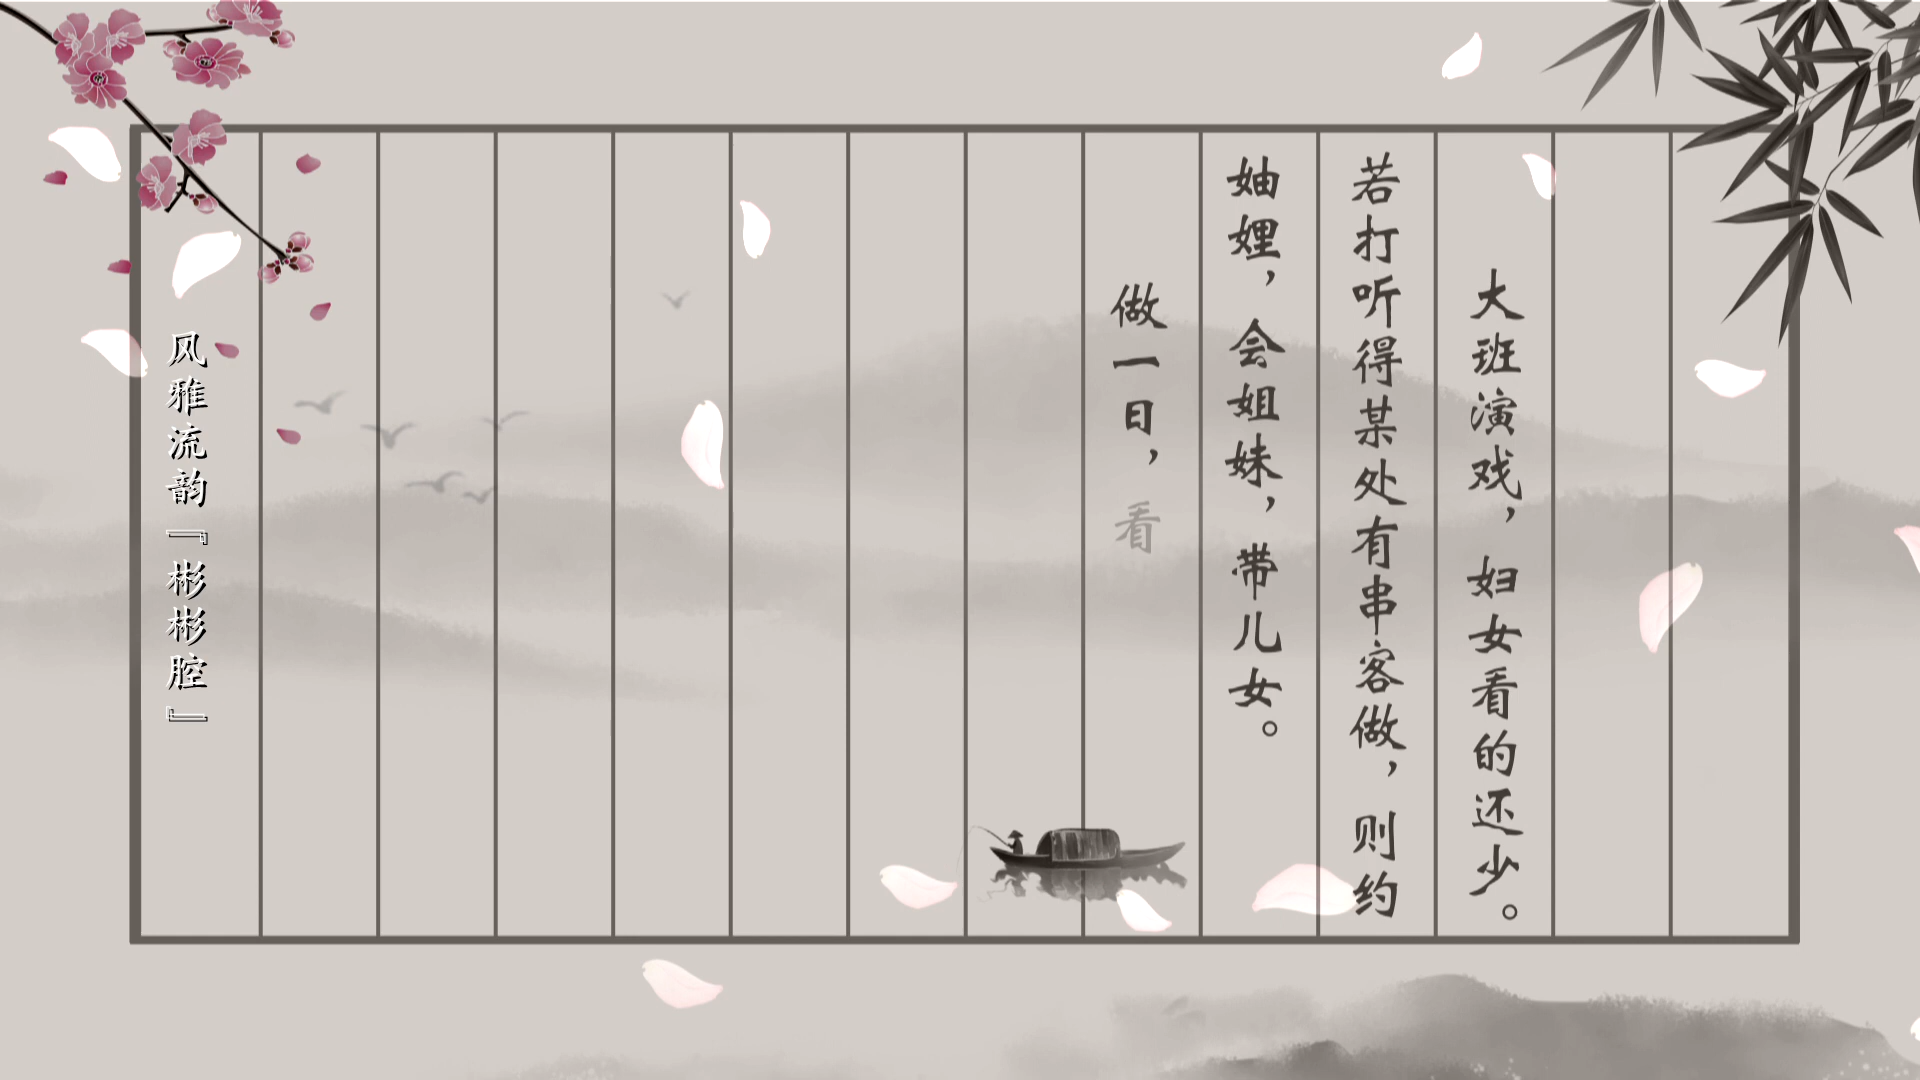 大班演戏，妇女看的还少。
若打听得某处有串客做，则约
妯娌，会姐妹，带儿女。
做一日，看
风雅流韵『彬彬腔』